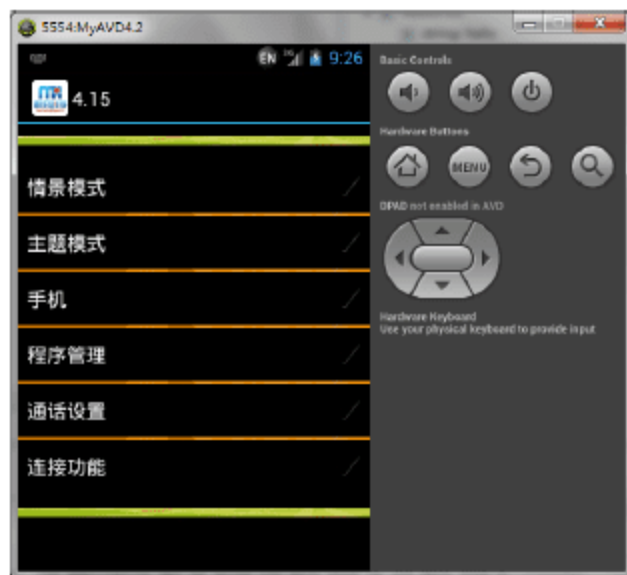 5554:MyAVD4.2
EN 3G 9:26
4.15
情景模式
主题模式
手机
程序管理
通话设置
连接功能
Basic Controls
Hardware Buttons
MENU
DPAD not enabled in AVD
Hardware Keyboard
Use your physical keyboard to provide input